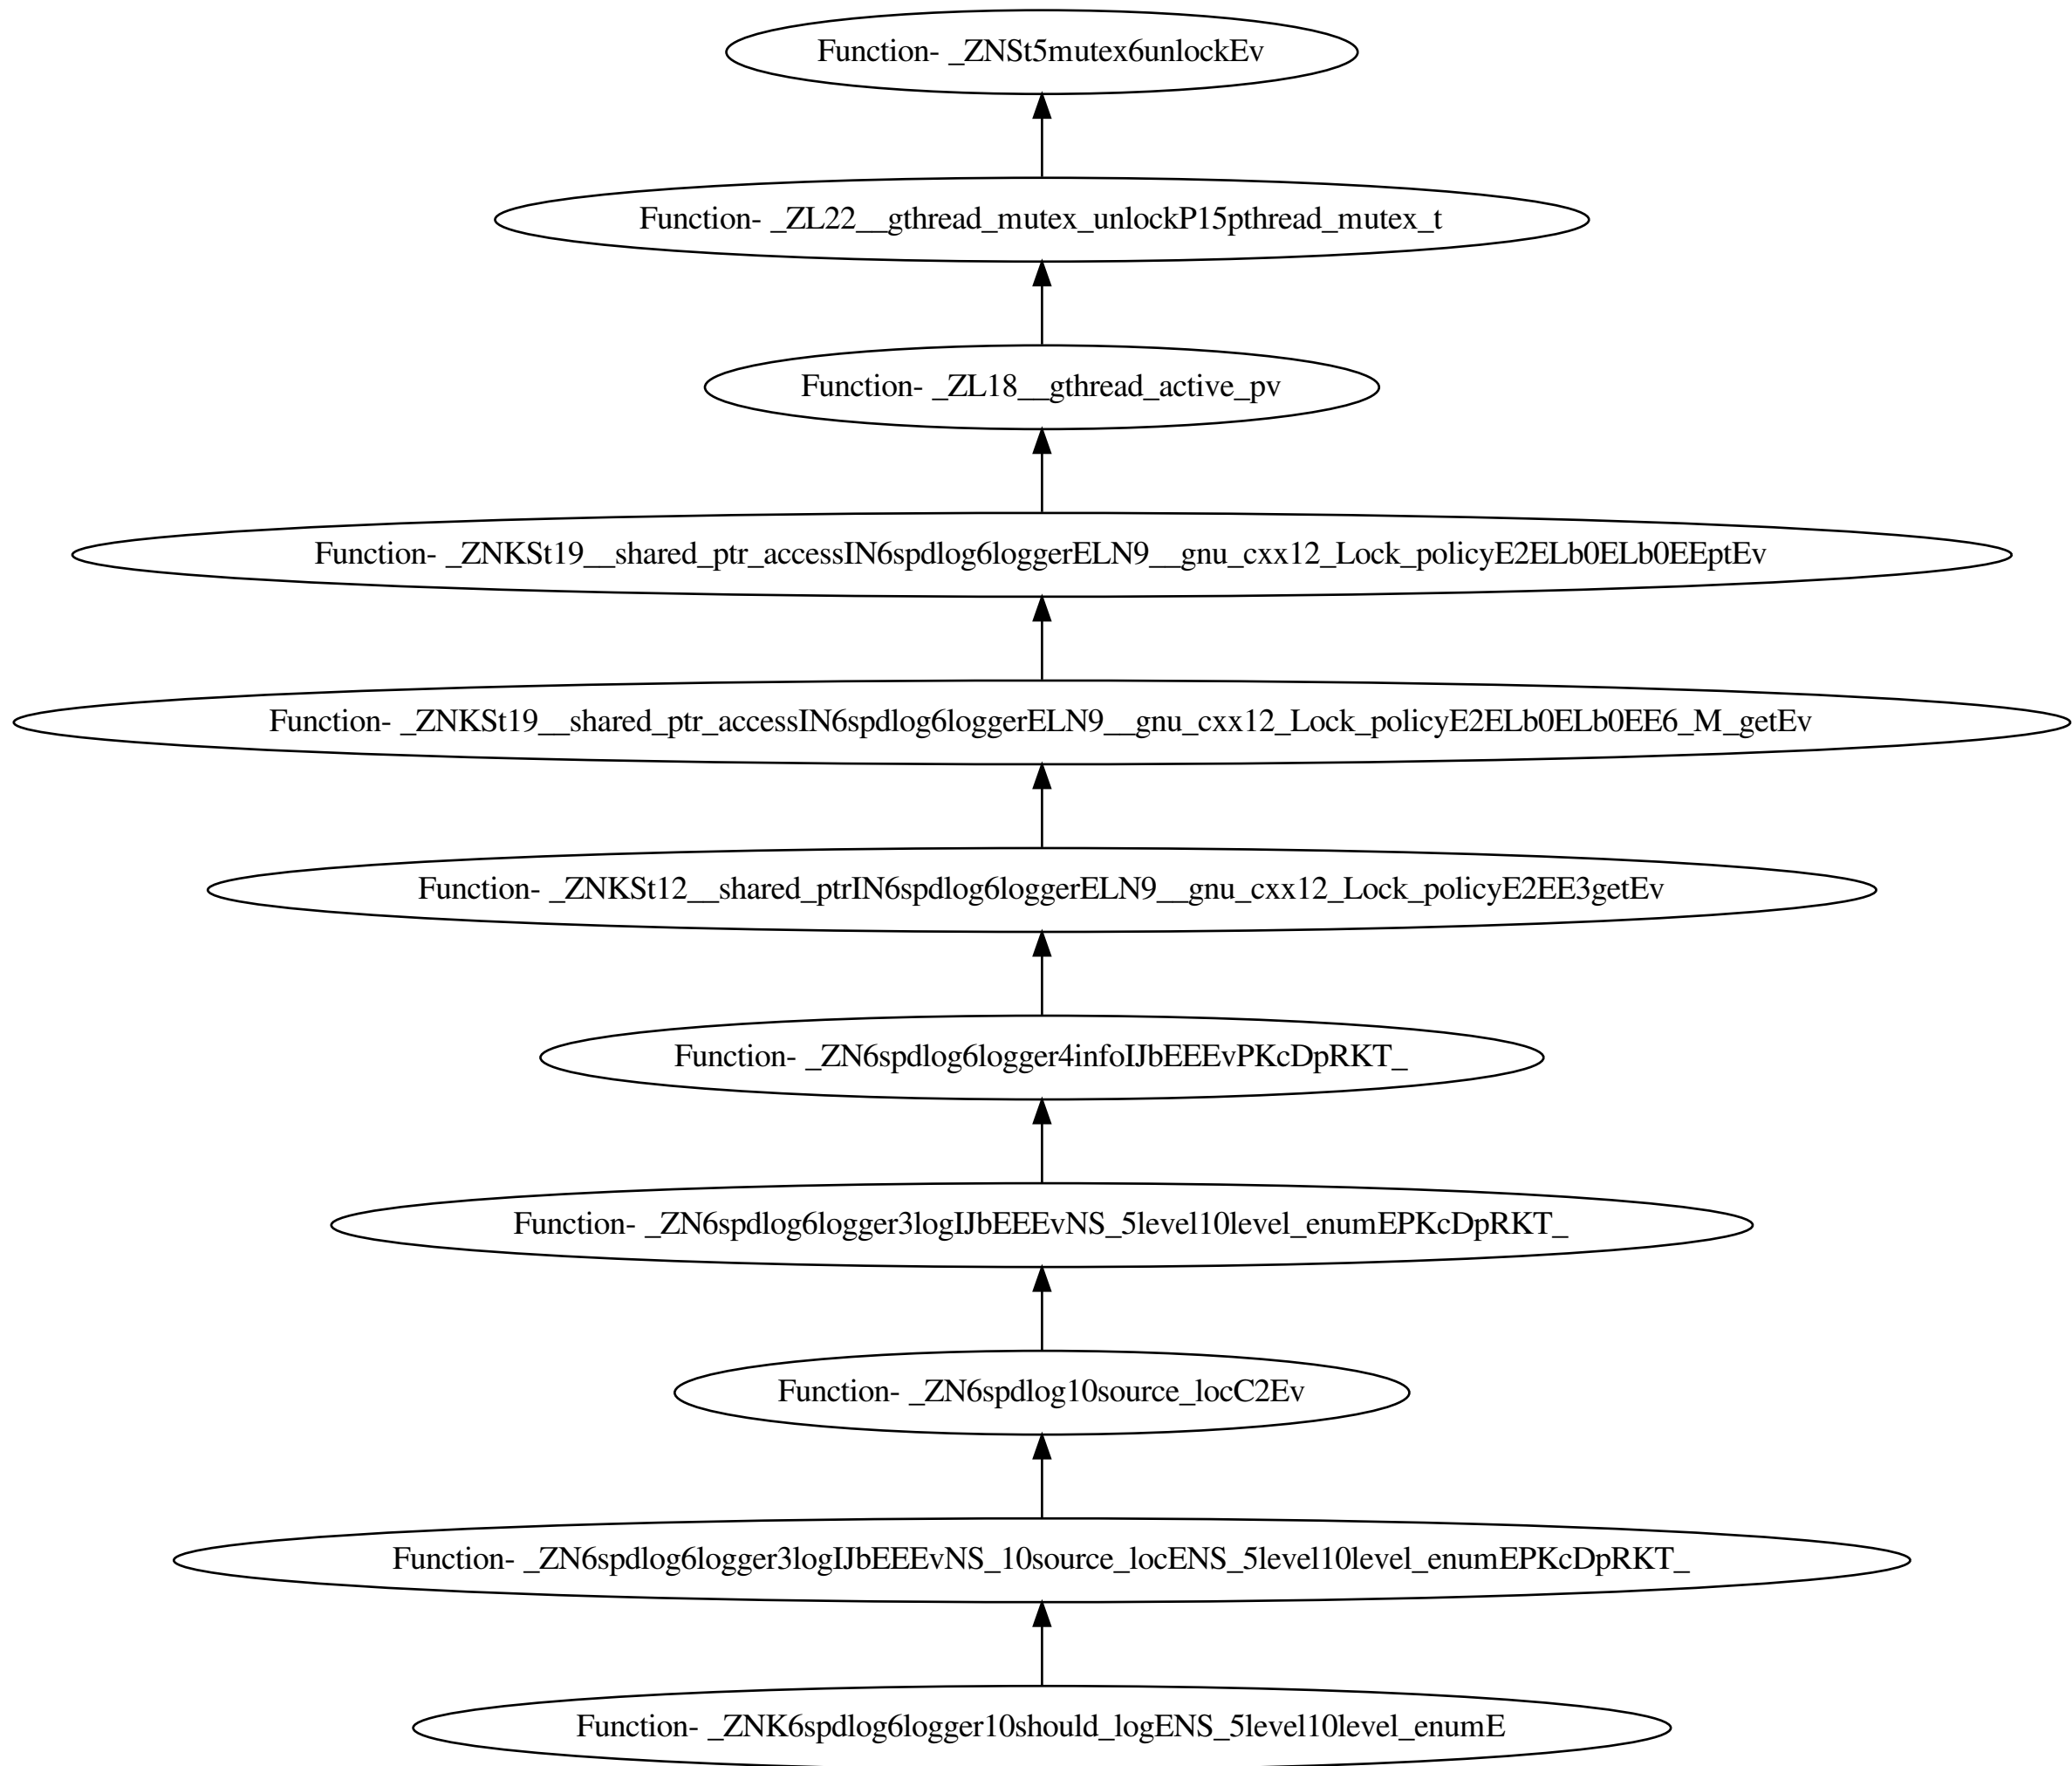 Function- _ZNSt5mutex6unlockEv
Function- _ZL22__gthread_mutex_unlockP15pthread_mutex_t
Function- _ZL18__gthread_active_pv
Function- _ZNKSt19__shared_ptr_accessIN6spdlog6loggerELN9__gnu_cxx12_Lock_policyE2ELb0ELb0EEptEv
Function- _ZNKSt19__shared_ptr_accessIN6spdlog6loggerELN9__gnu_cxx12_Lock_policyE2ELb0ELb0EE6_M_getEv
Function- _ZNKSt12__shared_ptrIN6spdlog6loggerELN9__gnu_cxx12_Lock_policyE2EE3getEv
Function- _ZN6spdlog6logger4infoIJbEEEvPKcDpRKT_
Function- _ZN6spdlog6logger3logIJbEEEvNS_5level10level_enumEPKcDpRKT_
Function- _ZN6spdlog10source_locC2Ev
Function- _ZN6spdlog6logger3logIJbEEEvNS_10source_locENS_5level10level_enumEPKcDpRKT_
Function- _ZNK6spdlog6logger10should_logENS_5level10level_enumE